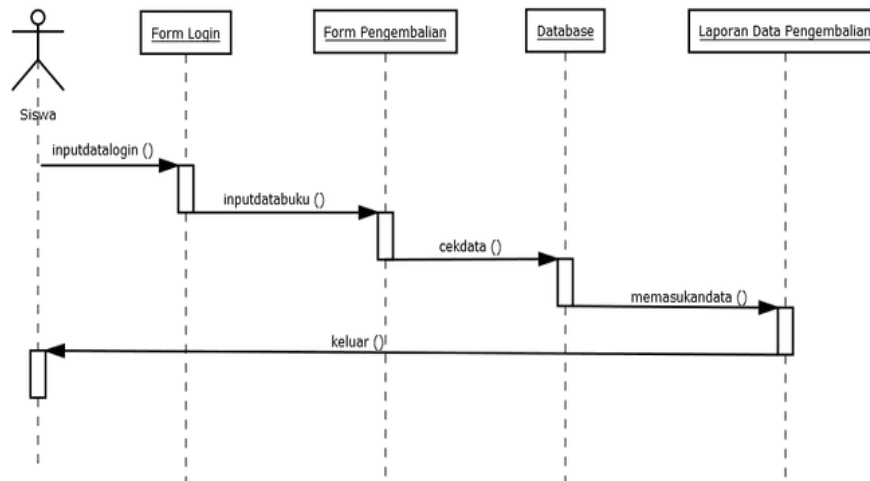 Form Login
Form Pengembalian
Database
Laporan Data Pengembalian
Siswa
inputdatalogin ()
inputdatabuku ()
cekdata ()
memasukandata ()
keluar ()